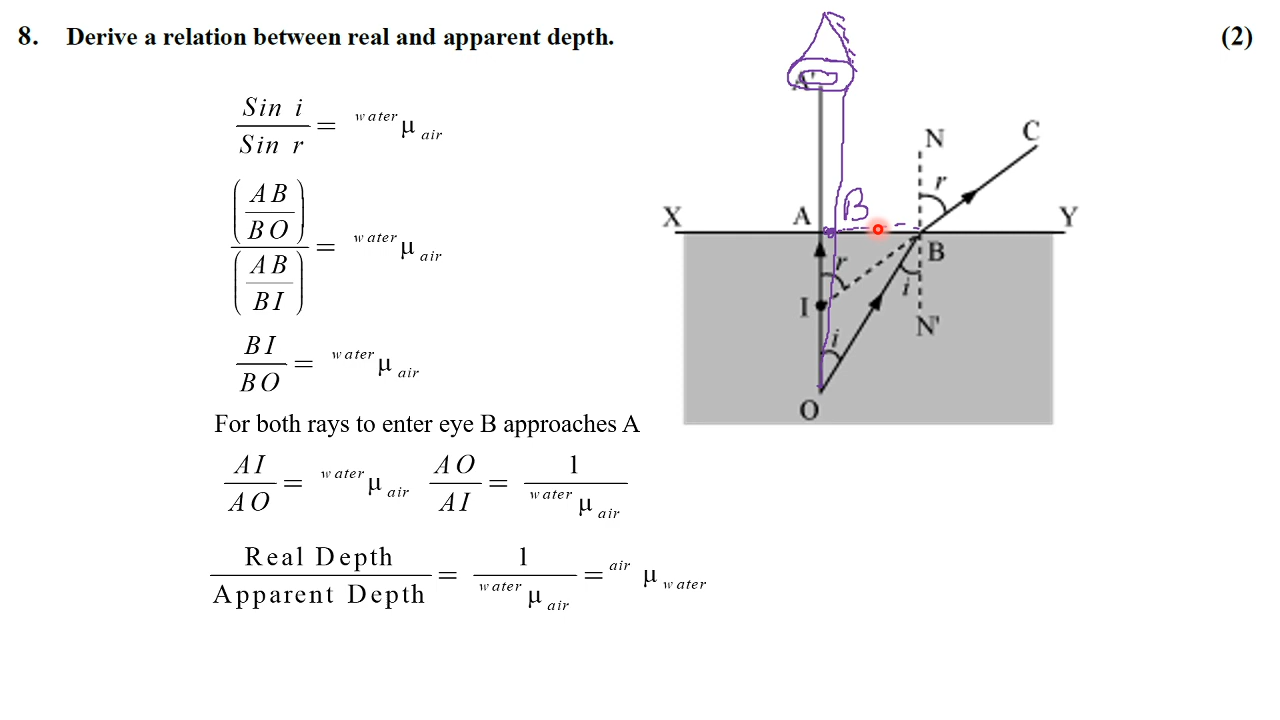 8. Derive a relation between real and apparent depth. (2)
Sin i / Sin r = water μ air
(AB / BO) / (AB / BI) = water μ air
BI / BO = water μ air
For both rays to enter eye B approaches A
AI / AO = water μ air AO / AI = 1 / water μ air
Real Depth / Apparent Depth = 1 / water μ air = air μ water
A'
N
C
r
B
X
A
Y
B
r
i
I
N'
i
O